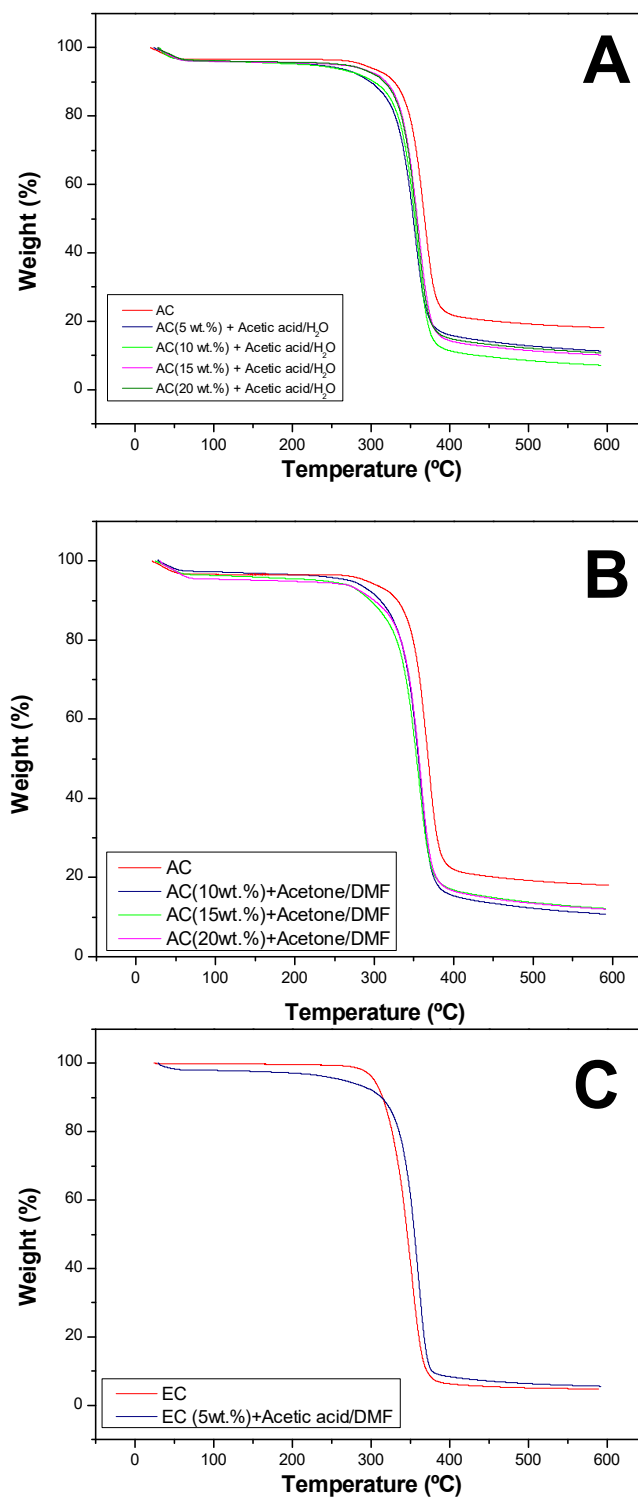 A
100
80
60
40
20
0
Weight (%)
AC
AC(5 wt.%) + Acetic acid/H2O
AC(10 wt.%) + Acetic acid/H2O
AC(15 wt.%) + Acetic acid/H2O
AC(20 wt.%) + Acetic acid/H2O
0 100 200 300 400 500 600
Temperature (ºC)
B
100
80
60
40
20
0
Weight (%)
AC
AC(10wt.%)+Acetone/DMF
AC(15wt.%)+Acetone/DMF
AC(20wt.%)+Acetone/DMF
0 100 200 300 400 500 600
Temperature (ºC)
C
100
80
60
40
20
0
Weight (%)
EC
EC (5wt.%)+Acetic acid/DMF
0 100 200 300 400 500 600
Temperature (ºC)